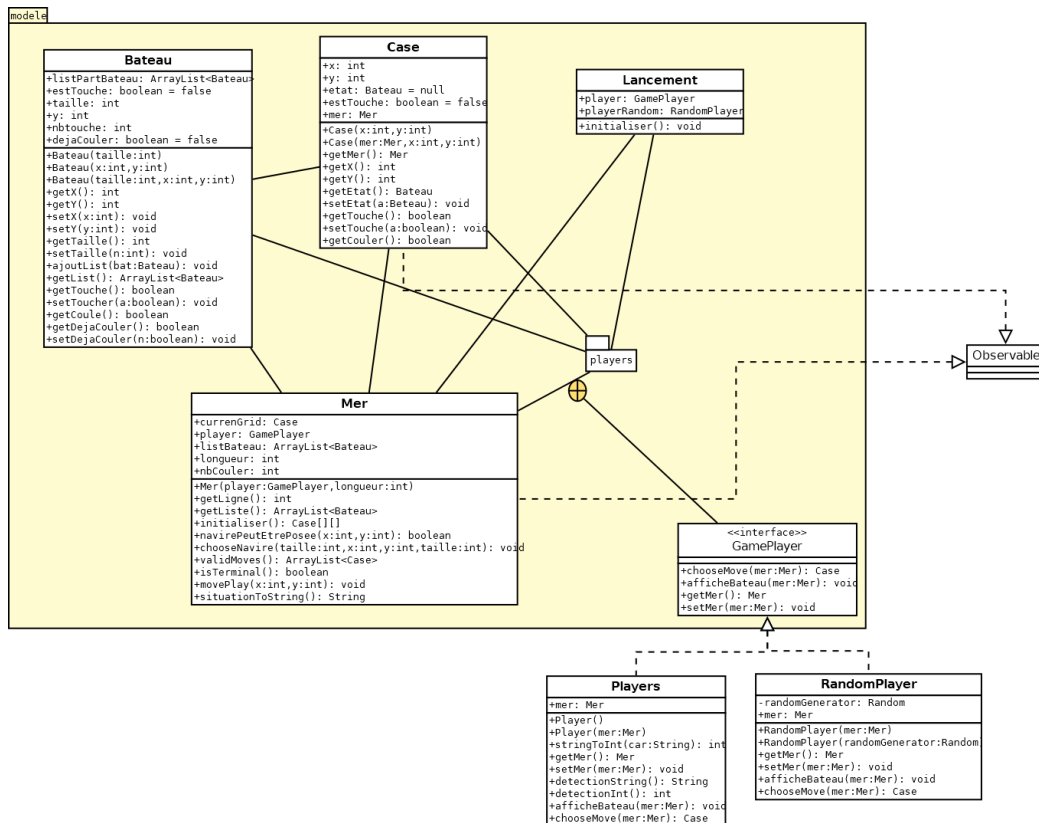 modele
Bateau
+listPartBateau: ArrayList<Bateau>
+estTouche: boolean = false
+taille: int
+y: int
+nbtouche: int
+dejaCouler: boolean = false
+Bateau(taille:int)
+Bateau(x:int,y:int)
+Bateau(taille:int,x:int,y:int)
+getX(): int
+getY(): int
+setX(x:int): void
+setY(y:int): void
+getTaille(): int
+setTaille(n:int): void
+ajoutList(bat:Bateau): void
+getList(): ArrayList<Bateau>
+getTouche(): boolean
+setToucher(a:boolean): void
+getCoule(): boolean
+getDejaCouler(): boolean
+setDejaCouler(n:boolean): void
Case
+x: int
+y: int
+etat: Bateau = null
+estTouche: boolean = false
+mer: Mer
+Case(x:int,y:int)
+Case(mer:Mer,x:int,y:int)
+getMer(): Mer
+getX(): int
+getY(): int
+getEtat(): Bateau
+setEtat(a:Beteau): void
+getTouche(): boolean
+setTouche(a:boolean): void
+getCouler(): boolean
Lancement
+player: GamePlayer
+playerRandom: RandomPlayer
+initialiser(): void
players
Observable
Mer
+currenGrid: Case
+player: GamePlayer
+listBateau: ArrayList<Bateau>
+longueur: int
+nbCouler: int
+Mer(player:GamePlayer,longueur:int)
+getLigne(): int
+getListe(): ArrayList<Bateau>
+initialiser(): Case[][]
+navirePeutEtrePosee(x:int,y:int): boolean
+chooseNavire(taille:int,x:int,y:int,taille:int): void
+validMoves(): ArrayList<Case>
+isTerminal(): boolean
+movePlay(x:int,y:int): void
+situationToString(): String
<<interface>>
GamePlayer
+chooseMove(mer:Mer): Case
+afficheBateau(mer:Mer): void
+getMer(): Mer
+setMer(mer:Mer): void
Players
+mer: Mer
+Player()
+Player(mer:Mer)
+stringToInt(car:String): int
+getMer(): Mer
+setMer(mer:Mer): void
+detectionString(): String
+detectionInt(): int
+afficheBateau(mer:Mer): void
+chooseMove(mer:Mer): Case
RandomPlayer
-randomGenerator: Random
+mer: Mer
+RandomPlayer(mer:Mer)
+RandomPlayer(randomGenerator:Random
+getMer(): Mer
+setMer(mer:Mer): void
+afficheBateau(mer:Mer): void
+chooseMove(mer:Mer): Case